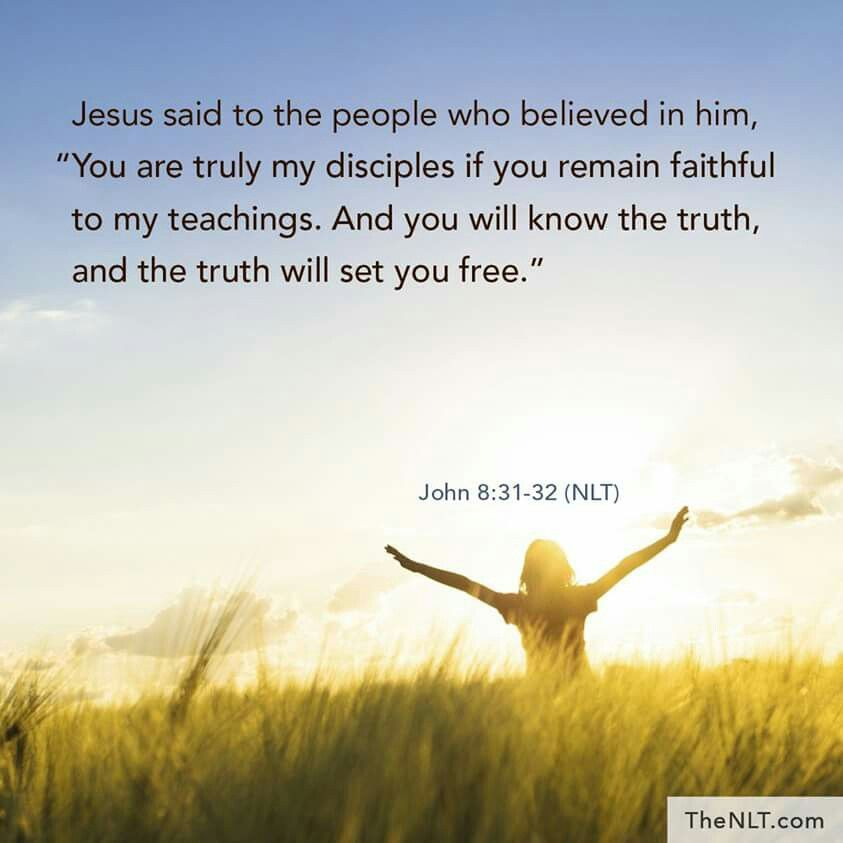 Jesus said to the people who believed in him,
“You are truly my disciples if you remain faithful
to my teachings. And you will know the truth,
and the truth will set you free.”
John 8:31-32 (NLT)
TheNLT.com